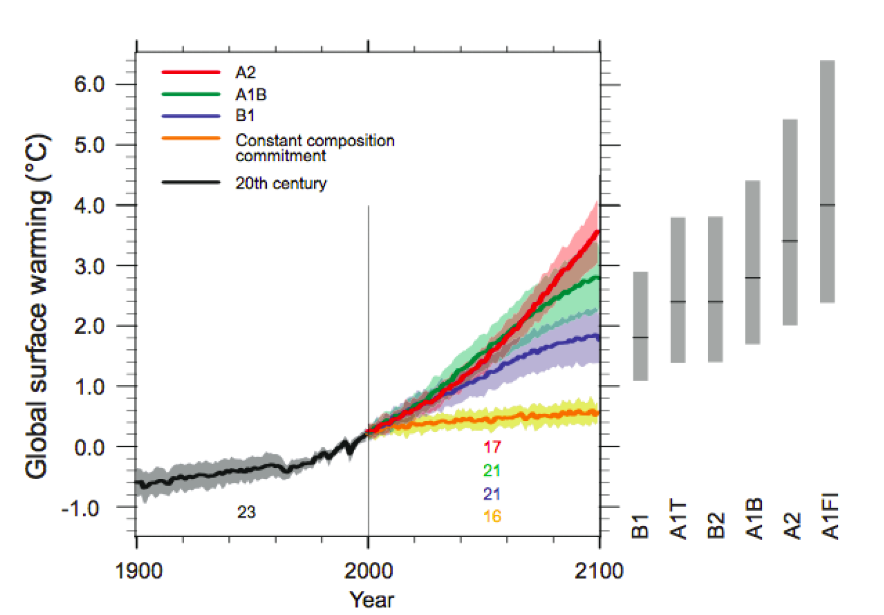 Global surface warming (°C)
6.0
5.0
4.0
3.0
2.0
1.0
0.0
-1.0
A2
A1B
B1
Constant composition
commitment
20th century
23
17
21
21
16
1900
2000
2100
Year
B1
A1T
B2
A1B
A2
A1FI